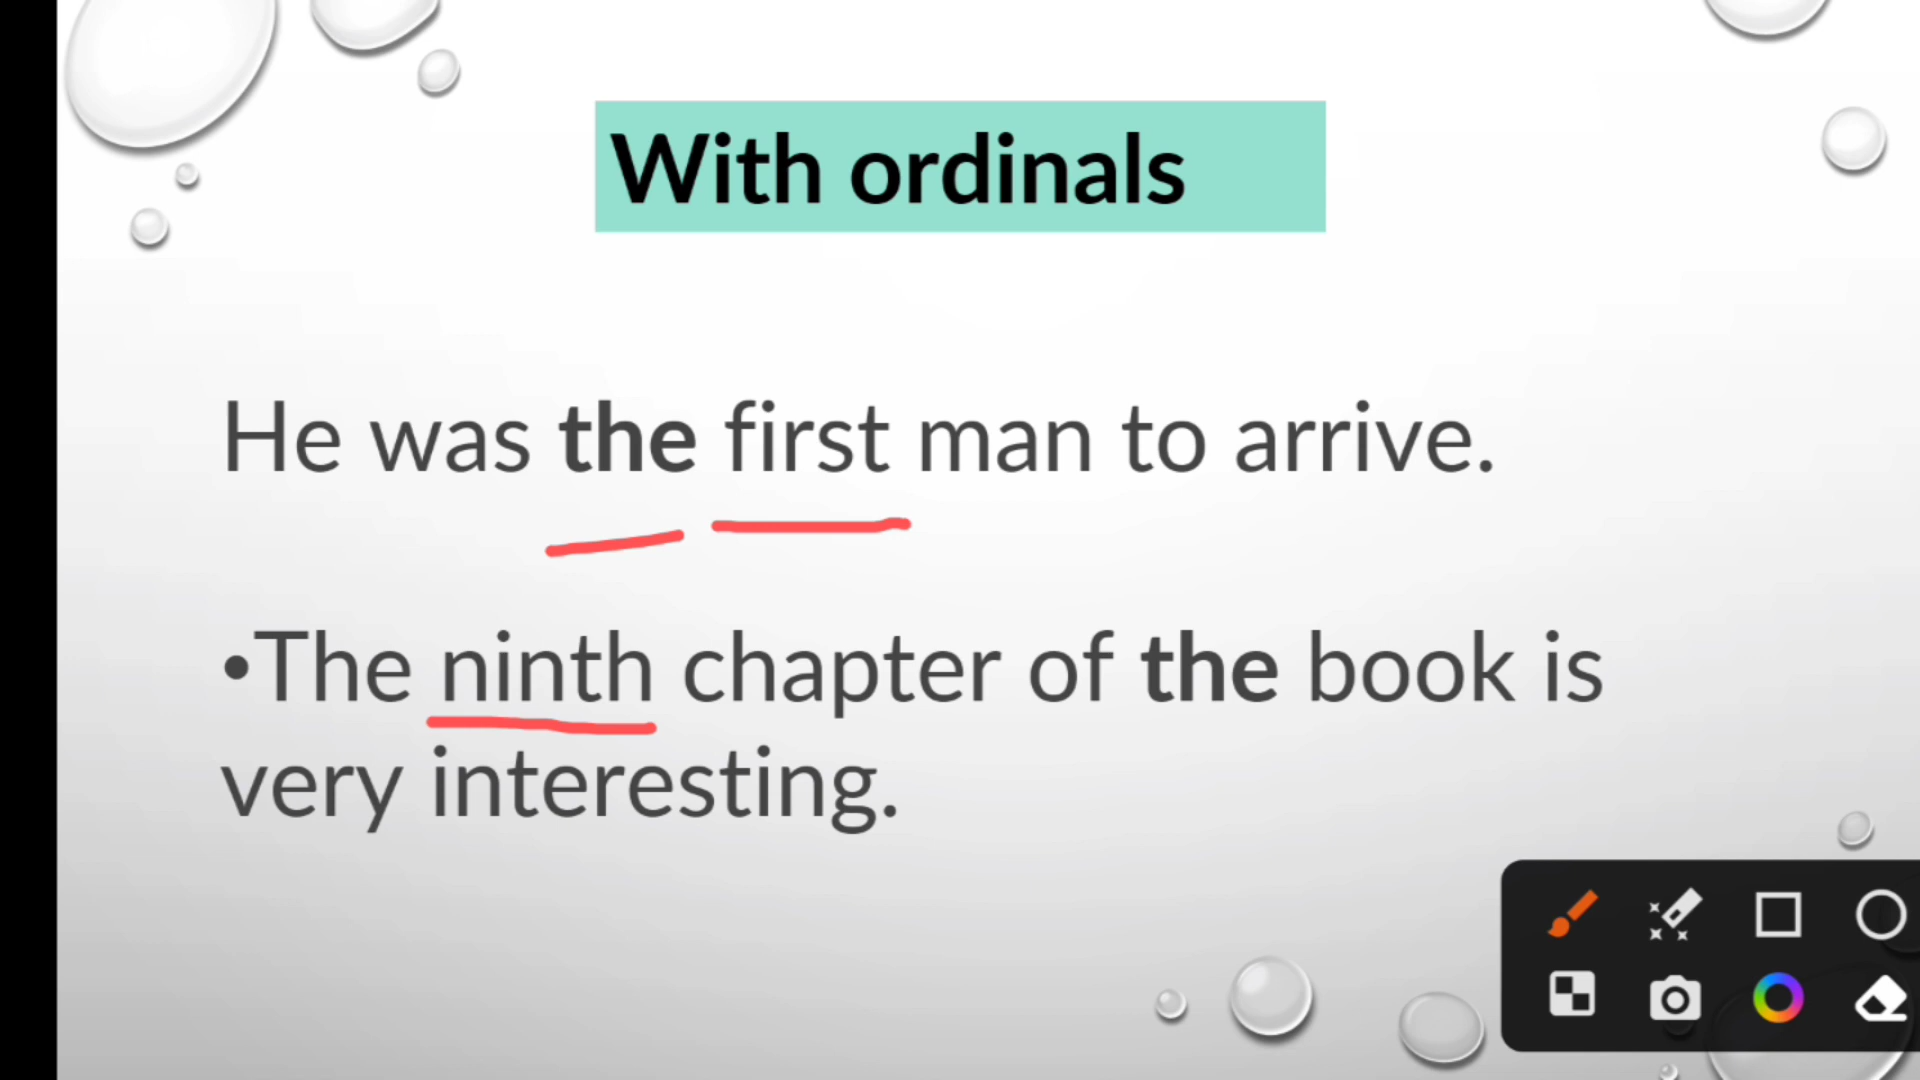 With ordinals
He was the first man to arrive.
•The ninth chapter of the book is
very interesting.